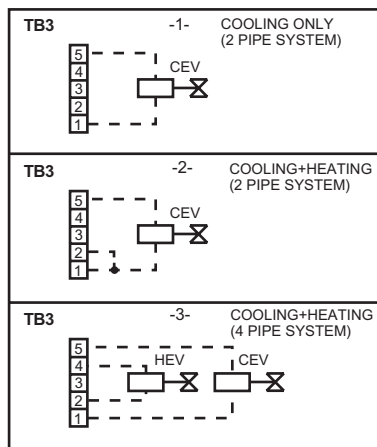 TB3 -1- COOLING ONLY
(2 PIPE SYSTEM)
5
4
3
2
1
CEV
TB3 -2- COOLING+HEATING
(2 PIPE SYSTEM)
5
4
3
2
1
CEV
TB3 -3- COOLING+HEATING
(4 PIPE SYSTEM)
5
4
3
2
1
HEV CEV